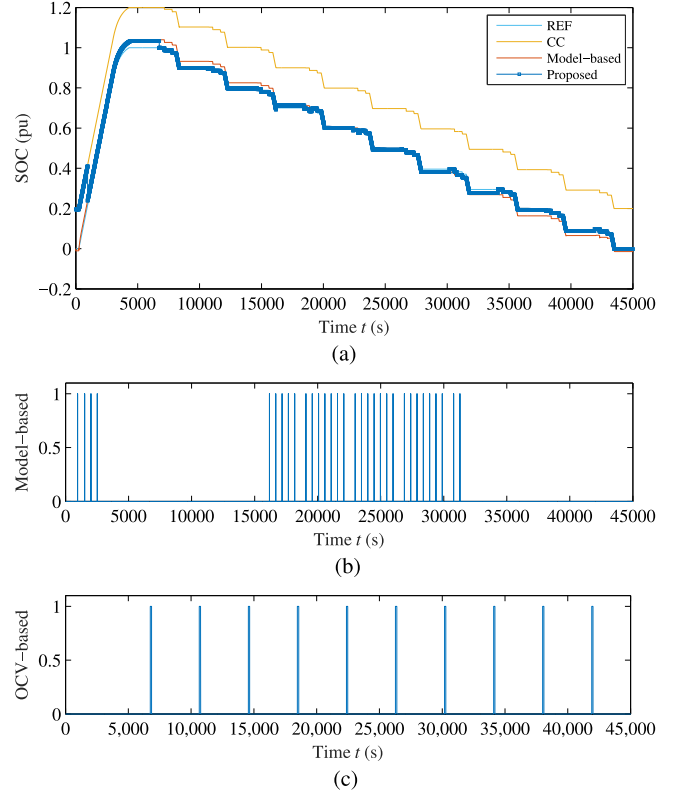 1.2
1
0.8
0.6
0.4
0.2
0
−0.2
SOC (pu)
REF
CC
Model−based
Proposed
0 5000 10000 15000 20000 25000 30000 35000 40000 45000
Time t (s)
(a)
1
0.5
0
Model−based
0 5000 10000 15000 20000 25000 30000 35000 40000 45000
Time t (s)
(b)
1
0.5
0
OCV−based
0 5,000 10,000 15,000 20,000 25,000 30,000 35,000 40,000 45,000
Time t (s)
(c)